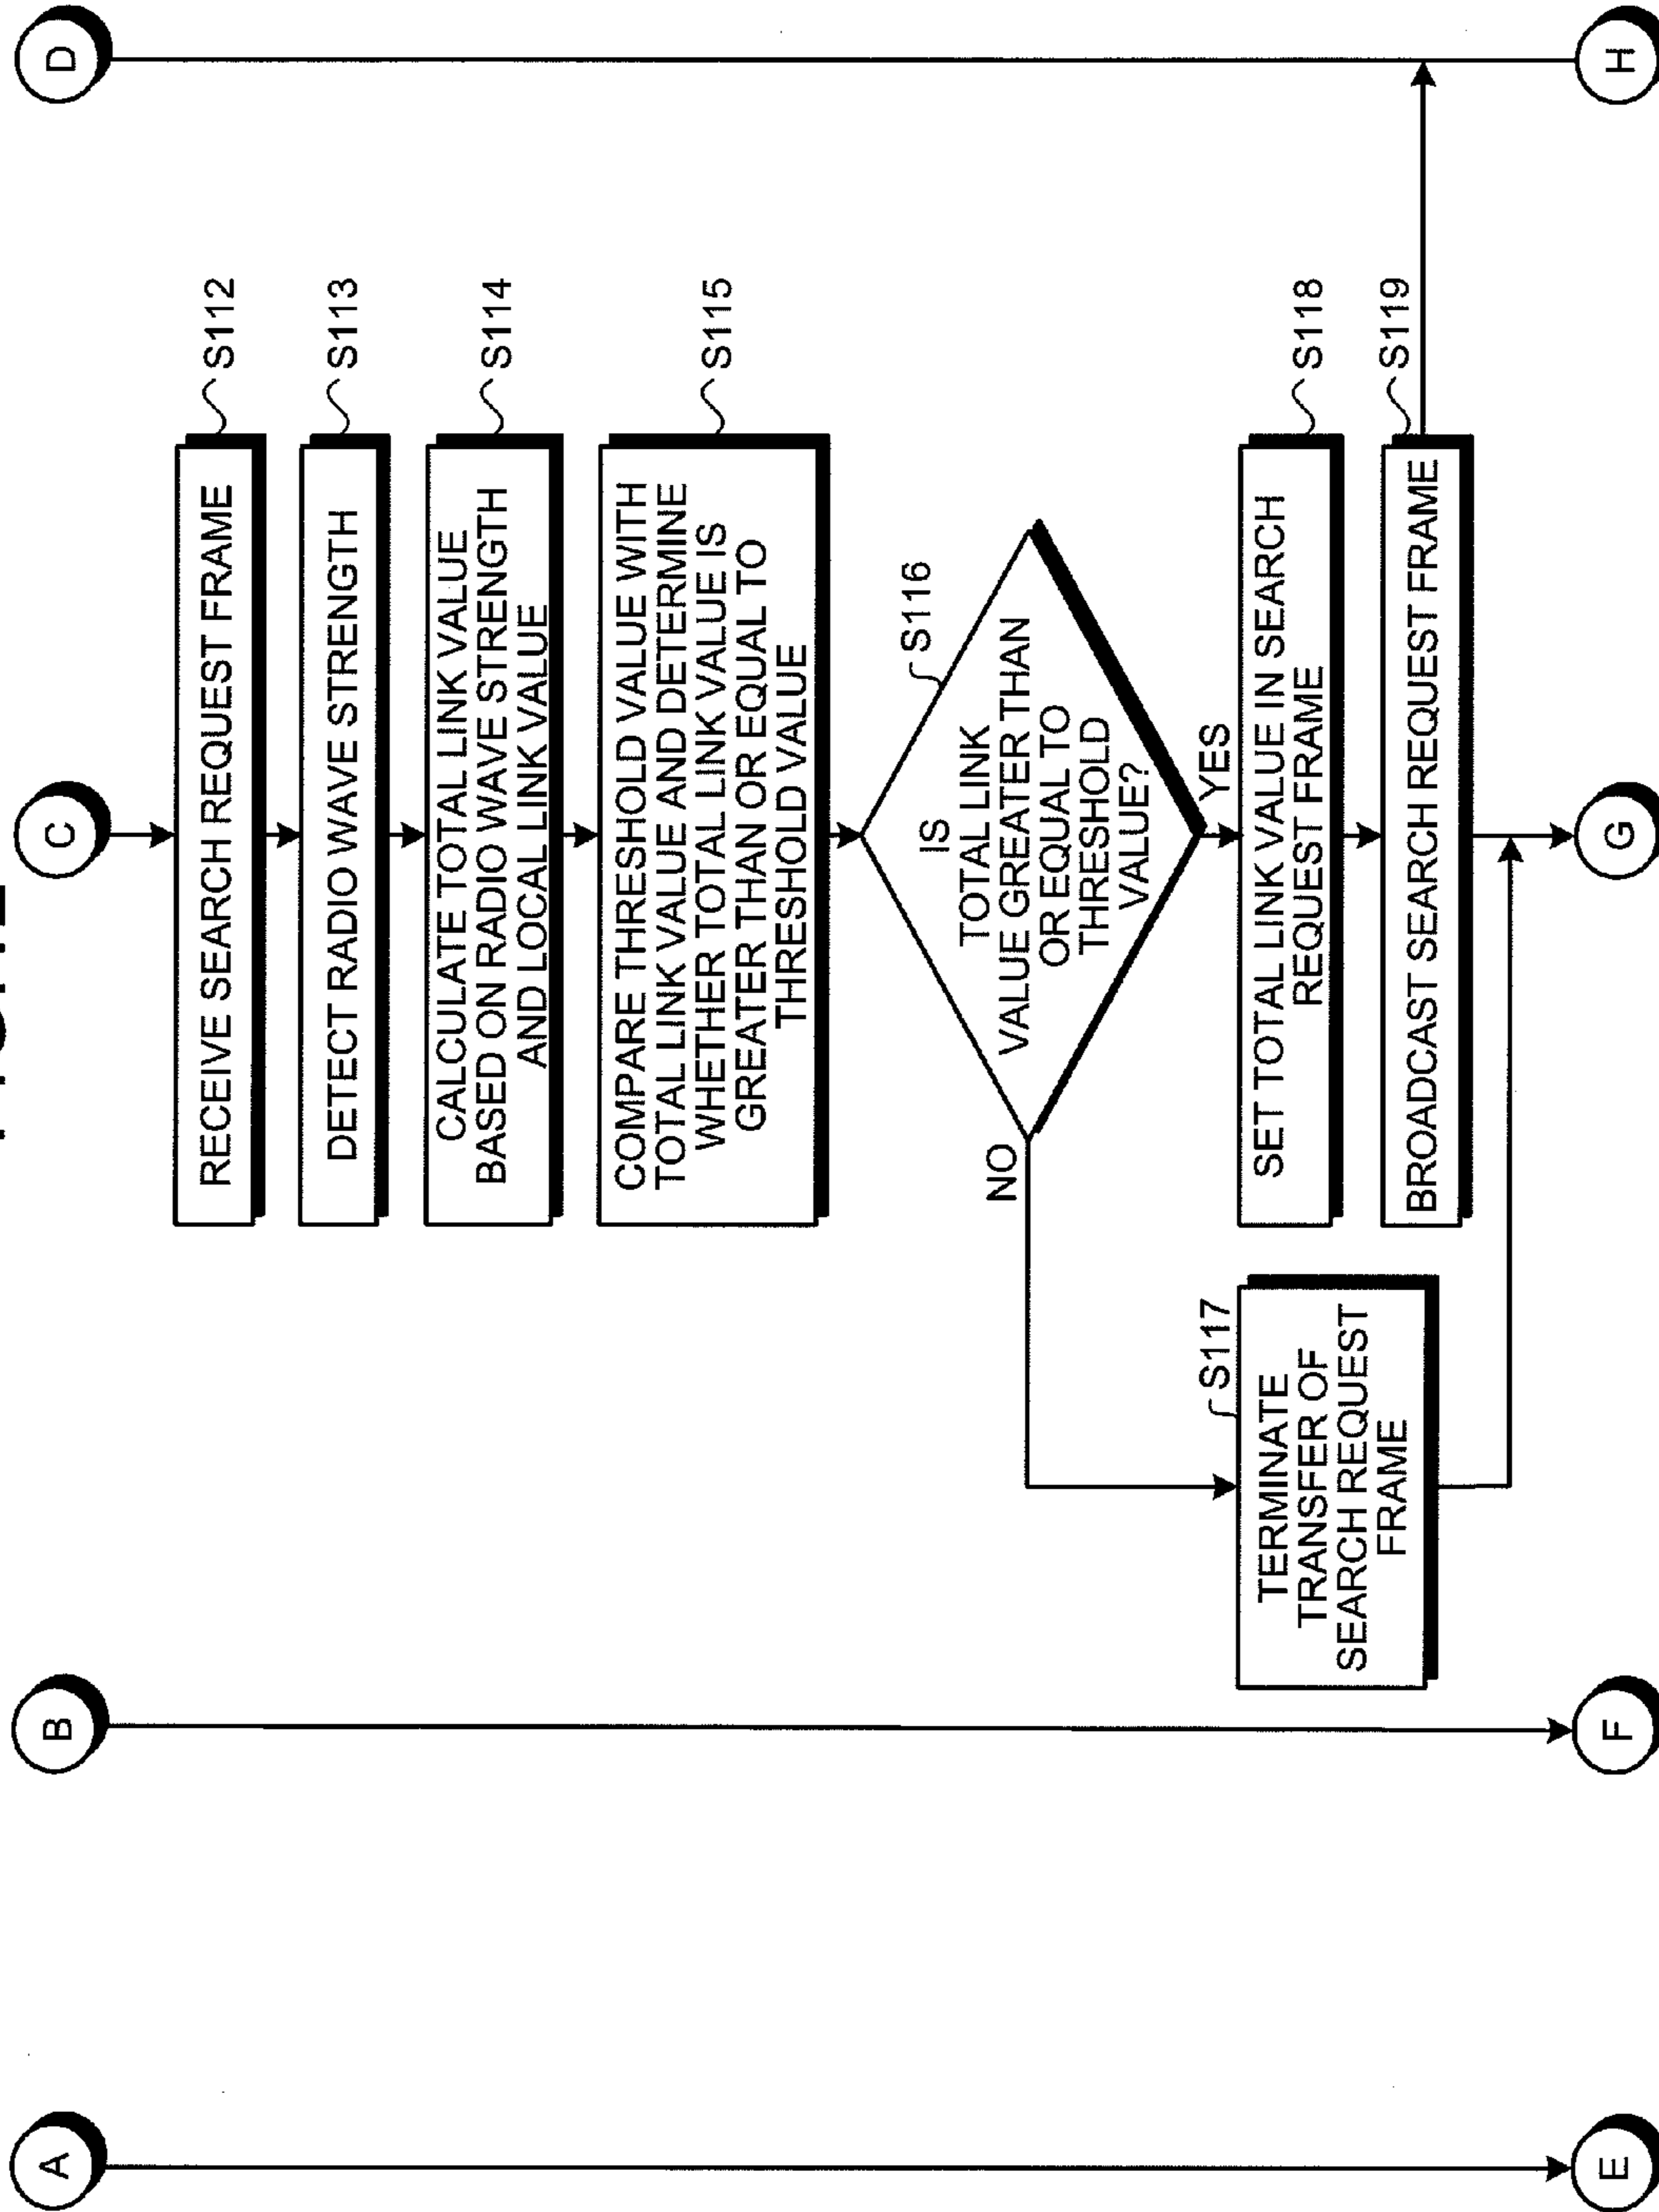 A
B
C
D
RECEIVE SEARCH REQUEST FRAME
S112
DETECT RADIO WAVE STRENGTH
S113
CALCULATE TOTAL LINK VALUE
BASED ON RADIO WAVE STRENGTH
AND LOCAL LINK VALUE
S114
COMPARE THRESHOLD VALUE WITH
TOTAL LINK VALUE AND DETERMINE
WHETHER TOTAL LINK VALUE IS
GREATER THAN OR EQUAL TO
THRESHOLD VALUE
S115
S116
IS
TOTAL LINK
VALUE GREATER THAN
OR EQUAL TO
THRESHOLD
VALUE?
NO
YES
S117
TERMINATE
TRANSFER OF
SEARCH REQUEST
FRAME
SET TOTAL LINK VALUE IN SEARCH
REQUEST FRAME
S118
BROADCAST SEARCH REQUEST FRAME
S119
E
F
G
H